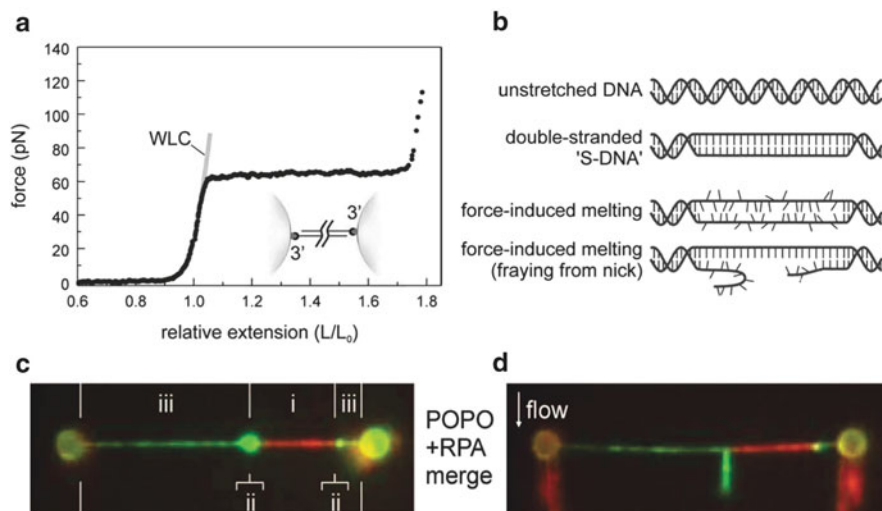 a
140
120
100
80
60
40
20
0
force (pN)
WLC
3'
3'
0.6 0.8 1.0 1.2 1.4 1.6 1.8
relative extension (L/L₀)
b
unstretched DNA
double-stranded
'S-DNA'
force-induced melting
force-induced melting
(fraying from nick)
c
iii i iii
ii ii
POPO
+RPA
merge
d
flow